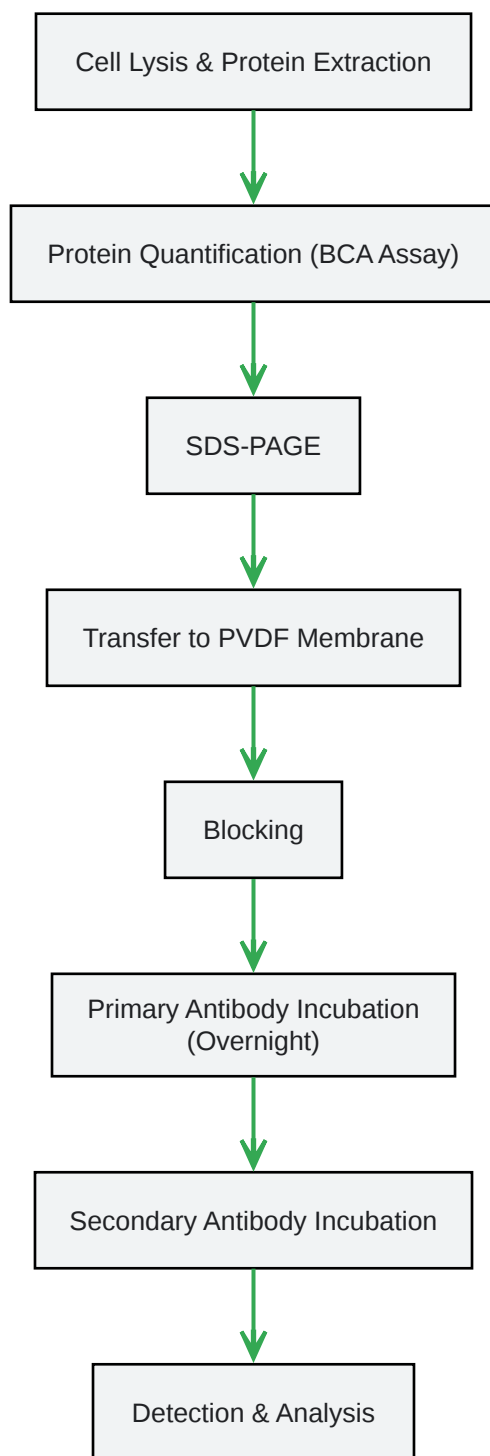 Cell Lysis & Protein Extraction
Protein Quantification (BCA Assay)
SDS-PAGE
Transfer to PVDF Membrane
Blocking
Primary Antibody Incubation
(Overnight)
Secondary Antibody Incubation
Detection & Analysis